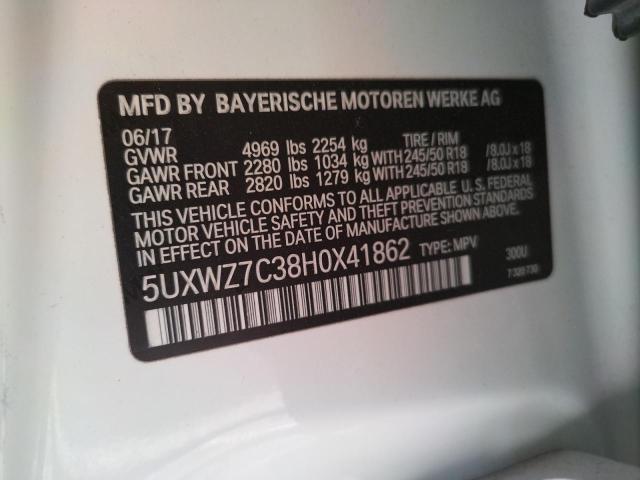 MFD BY BAYERISCHE MOTOREN WERKE AG
06/17 TIRE / RIM
GVWR 4969 lbs 2254 kg
GAWR FRONT 2280 lbs 1034 kg WITH 245/50 R18 / 8.0J x 18
GAWR REAR 2820 lbs 1279 kg WITH 245/50 R18 / 8.0J x 18
THIS VEHICLE CONFORMS TO ALL APPLICABLE U. S. FEDERAL
MOTOR VEHICLE SAFETY AND THEFT PREVENTION STANDARDS
IN EFFECT ON THE DATE OF MANUFACTURE SHOWN ABOVE.
5UXWZ7C38H0X41862 TYPE: MPV 300U
7 320 730